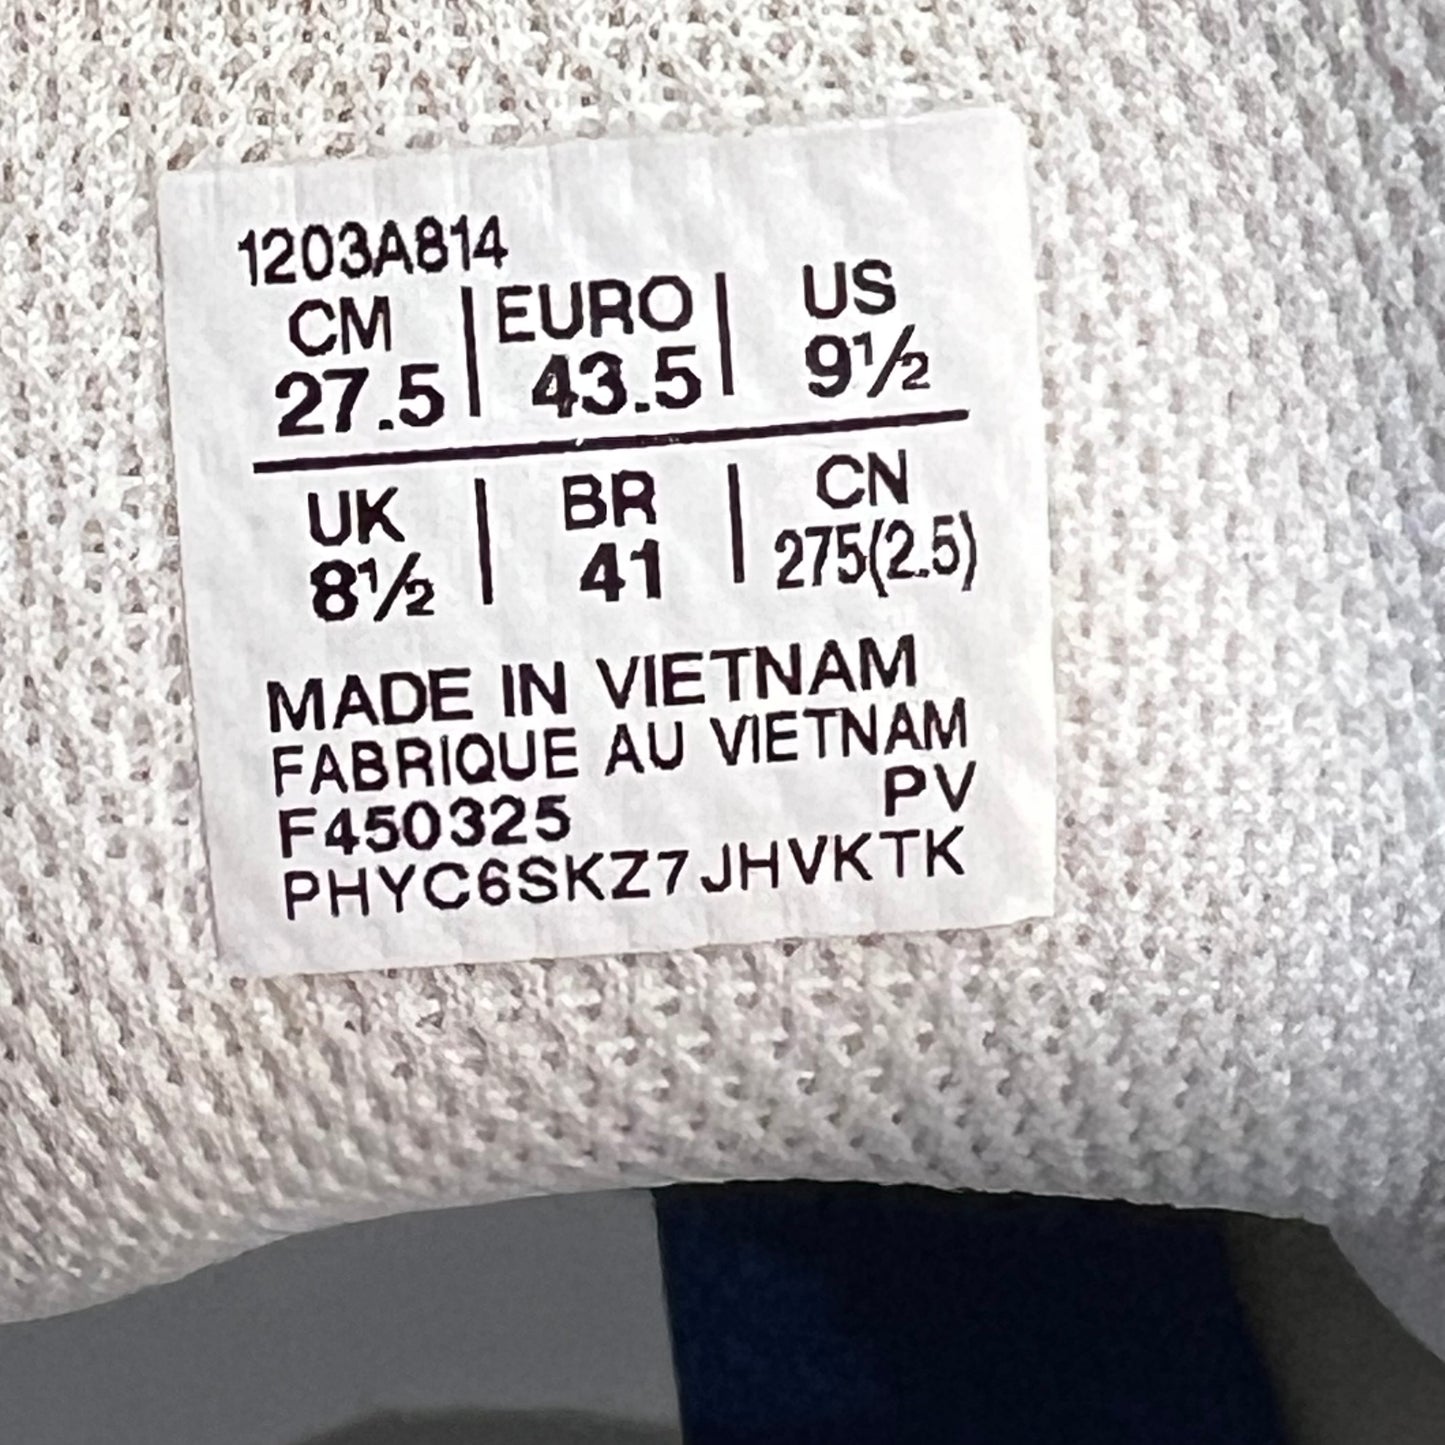 1203A814
CM | EURO | US
27.5 | 43.5 | 9½
UK | BR | CN
8½ | 41 | 275(2.5)
MADE IN VIETNAM
FABRIQUE AU VIETNAM
F450325 PV
PHYC6SKZ7JHVKTK